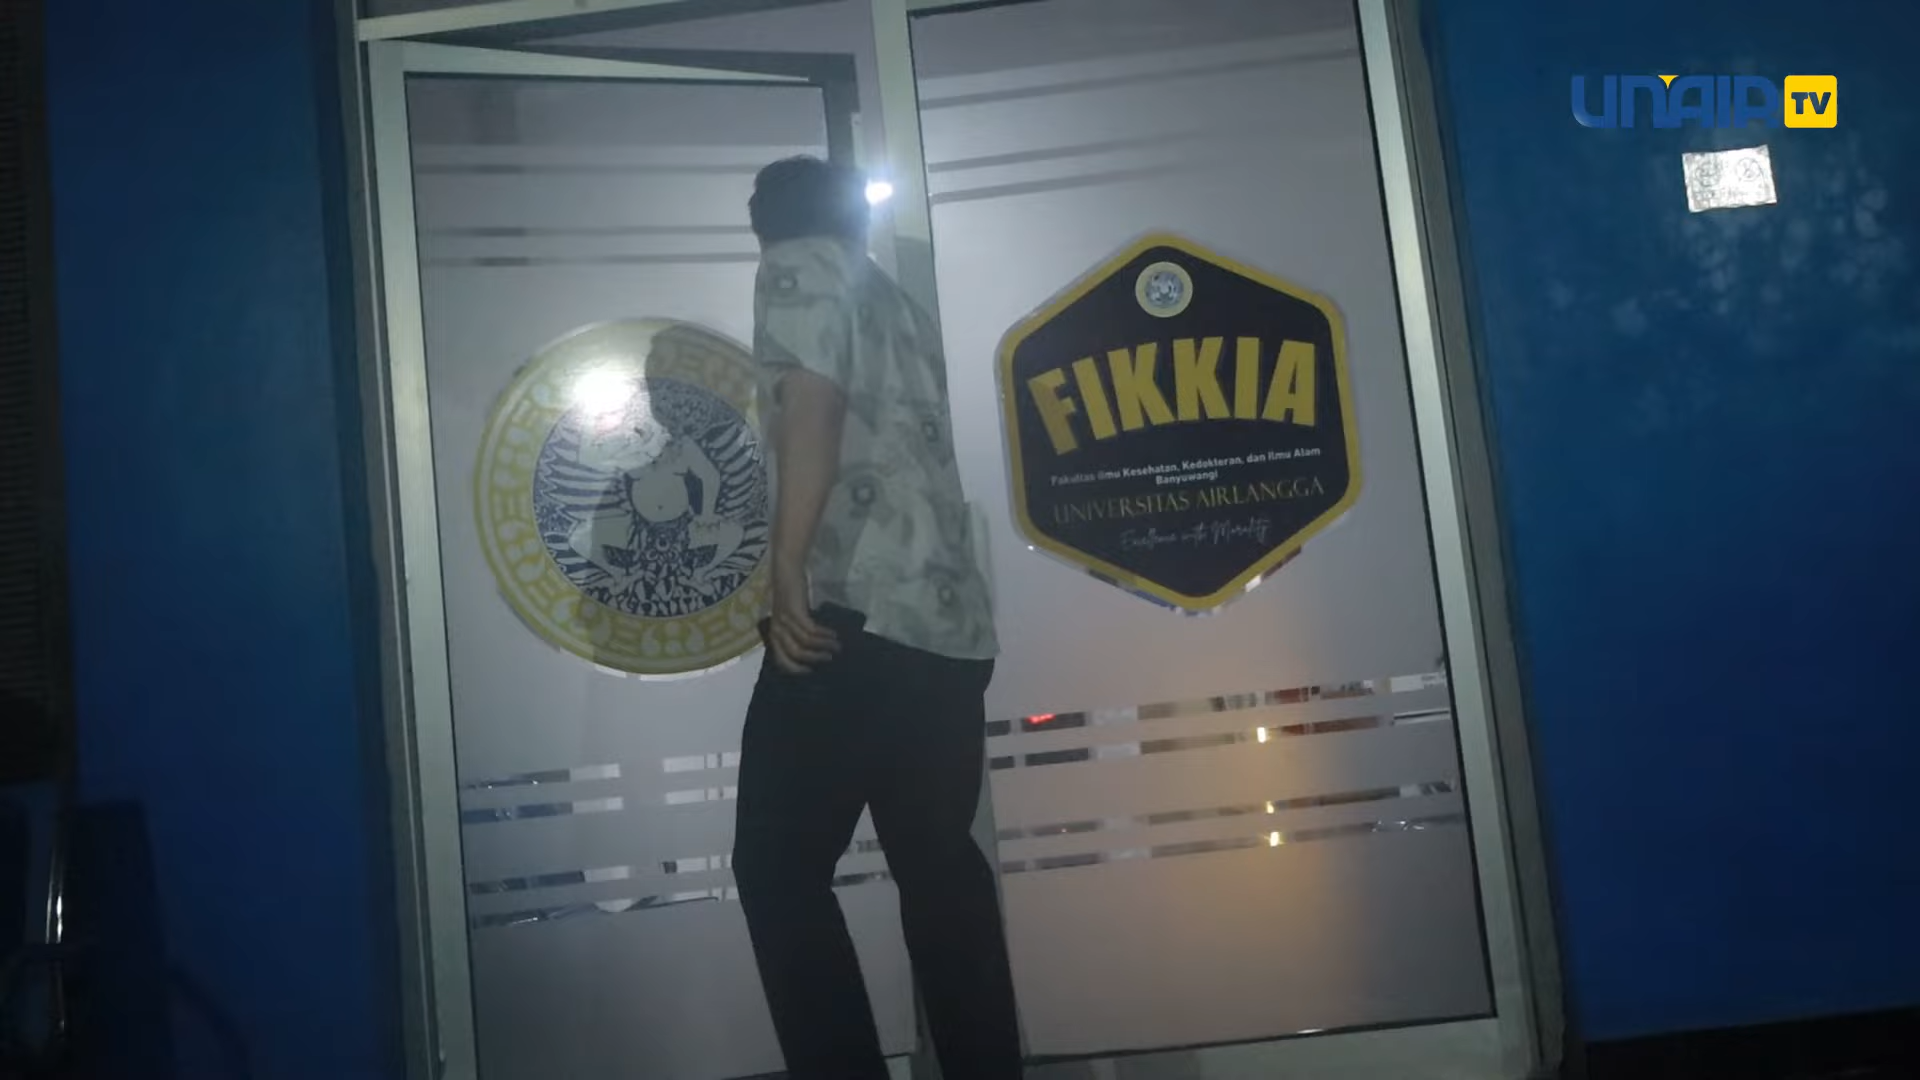 UNAIR TV
FIKKIA
Fakultas Ilmu Kesehatan, Kedokteran, dan Ilmu Alam
Banyuwangi
UNIVERSITAS AIRLANGGA
Excellence with Morality